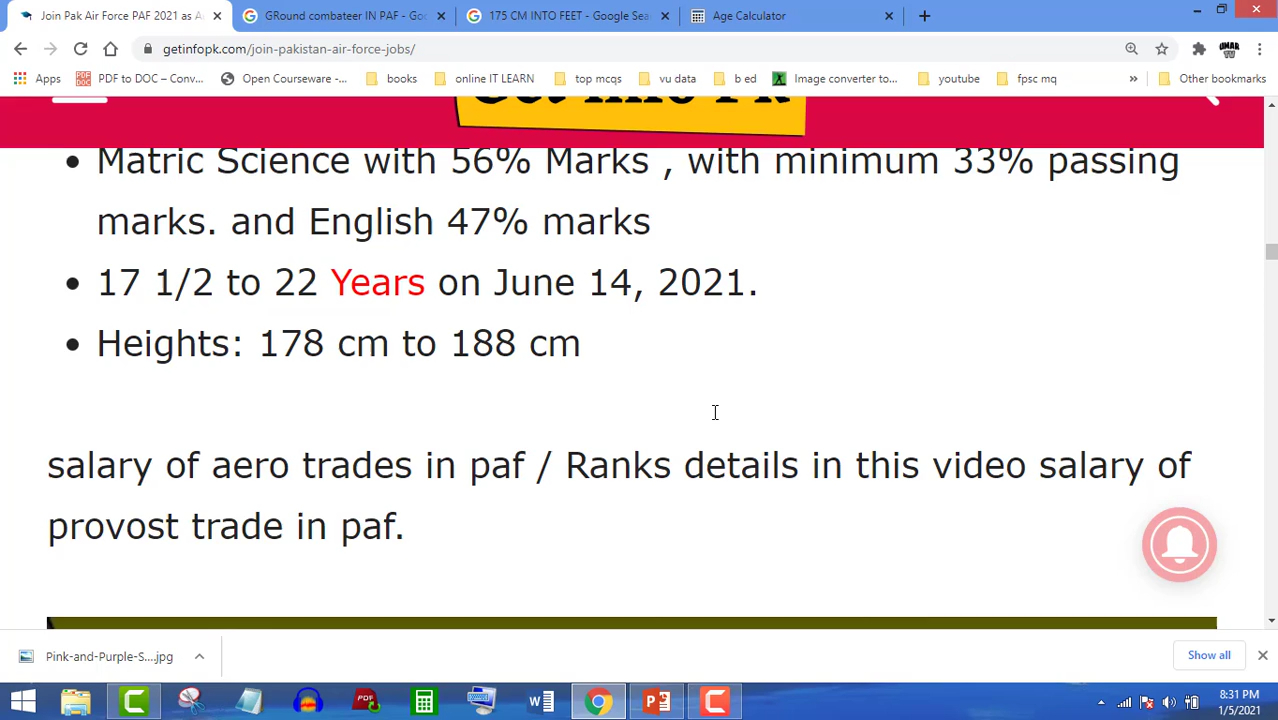 Join Pak Air Force PAF 2021 as A
GRound combateer IN PAF - Goo
175 CM INTO FEET - Google Sear
Age Calculator
getinfopk.com/join-pakistan-air-force-jobs/
Apps
PDF to DOC – Conv...
Open Courseware -...
books
online IT LEARN
top mcqs
vu data
b ed
Image converter to...
youtube
fpsc mq
Other bookmarks
Get Info Pk
• Matric Science with 56% Marks , with minimum 33% passing
marks. and English 47% marks
• 17 1/2 to 22 Years on June 14, 2021.
• Heights: 178 cm to 188 cm
salary of aero trades in paf / Ranks details in this video salary of
provost trade in paf.
Pink-and-Purple-S....jpg
Show all
8:31 PM
1/5/2021